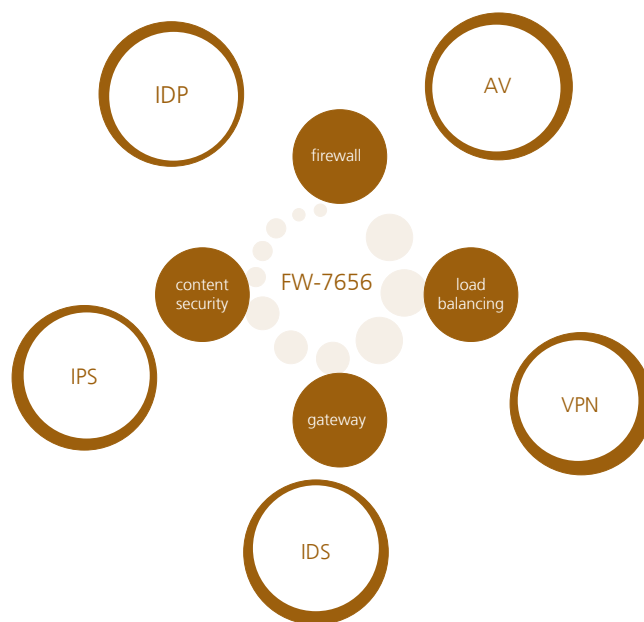 IDP
AV
firewall
content
security
FW-7656
load
balancing
IPS
VPN
gateway
IDS